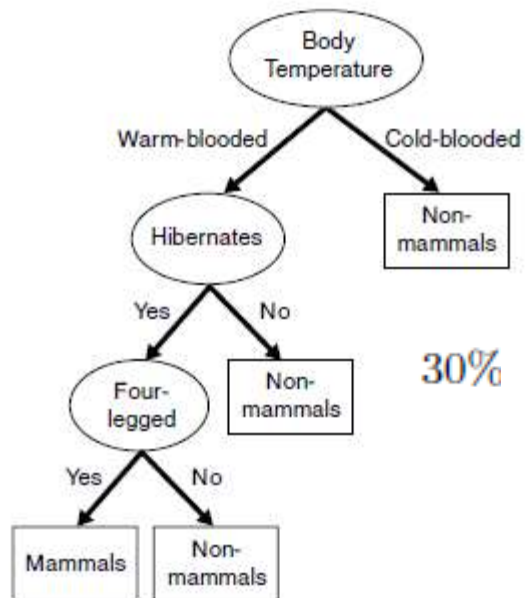 Body
Temperature
Warm-blooded
Cold-blooded
Hibernates
Non-
mammals
Yes
No
Four-
legged
Non-
mammals
30%
Yes
No
Mammals
Non-
mammals